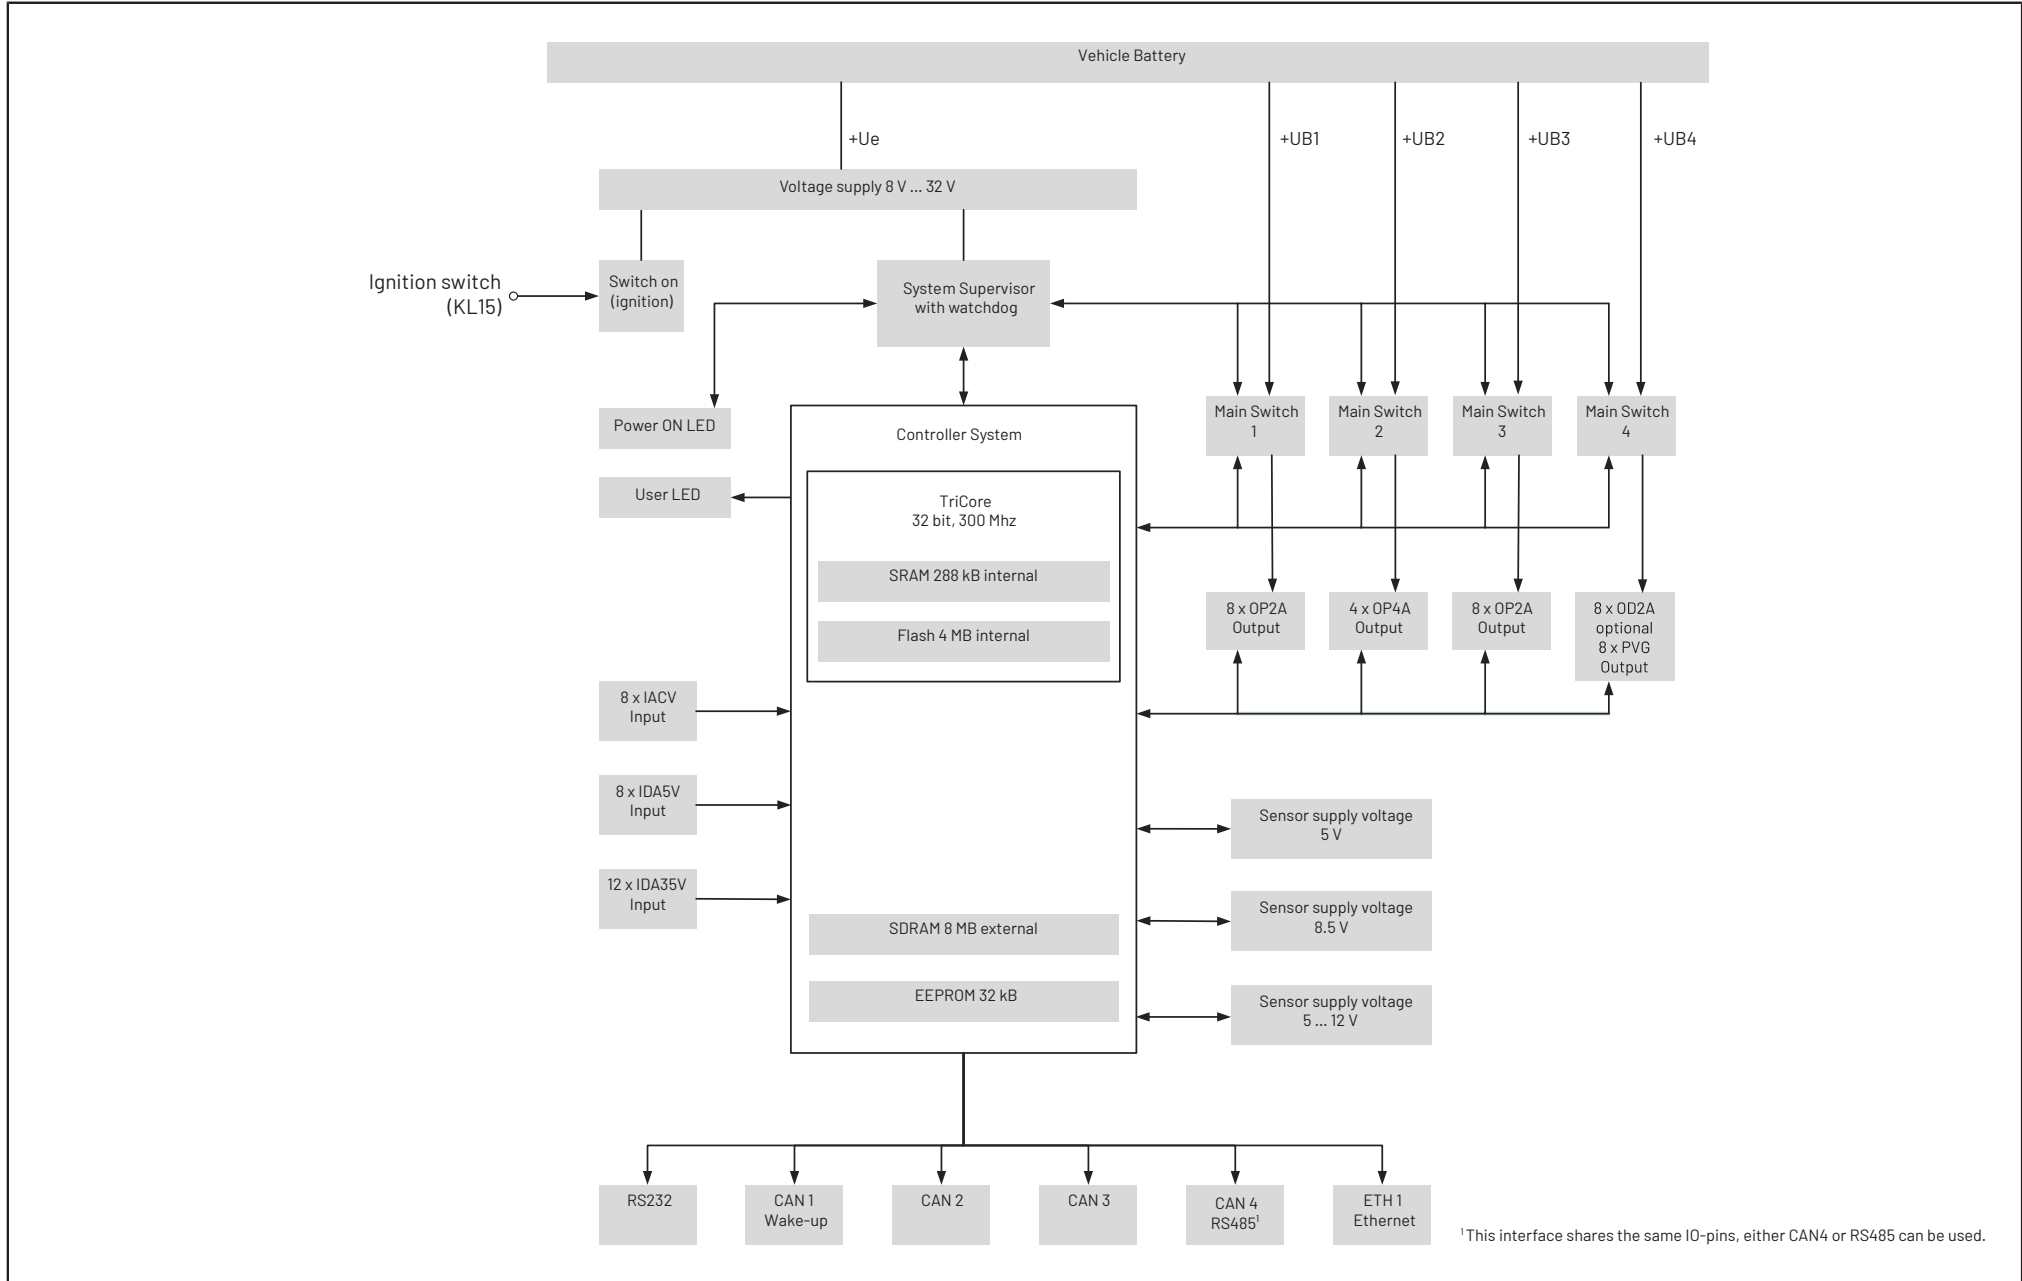 Vehicle Battery
+Ue
+UB1
+UB2
+UB3
+UB4
Voltage supply 8 V ... 32 V
Ignition switch
(KL15)
Switch on
(ignition)
System Supervisor
with watchdog
Power ON LED
User LED
Controller System
TriCore
32 bit, 300 Mhz
SRAM 288 kB internal
Flash 4 MB internal
Main Switch
1
Main Switch
2
Main Switch
3
Main Switch
4
8 x OP2A
Output
4 x OP4A
Output
8 x OP2A
Output
8 x OD2A
optional
8 x PVG
Output
8 x IACV
Input
8 x IDA5V
Input
12 x IDA35V
Input
SDRAM 8 MB external
EEPROM 32 kB
Sensor supply voltage
5 V
Sensor supply voltage
8.5 V
Sensor supply voltage
5 ... 12 V
RS232
CAN 1
Wake-up
CAN 2
CAN 3
CAN 4
RS485¹
ETH 1
Ethernet
¹ This interface shares the same IO-pins, either CAN4 or RS485 can be used.